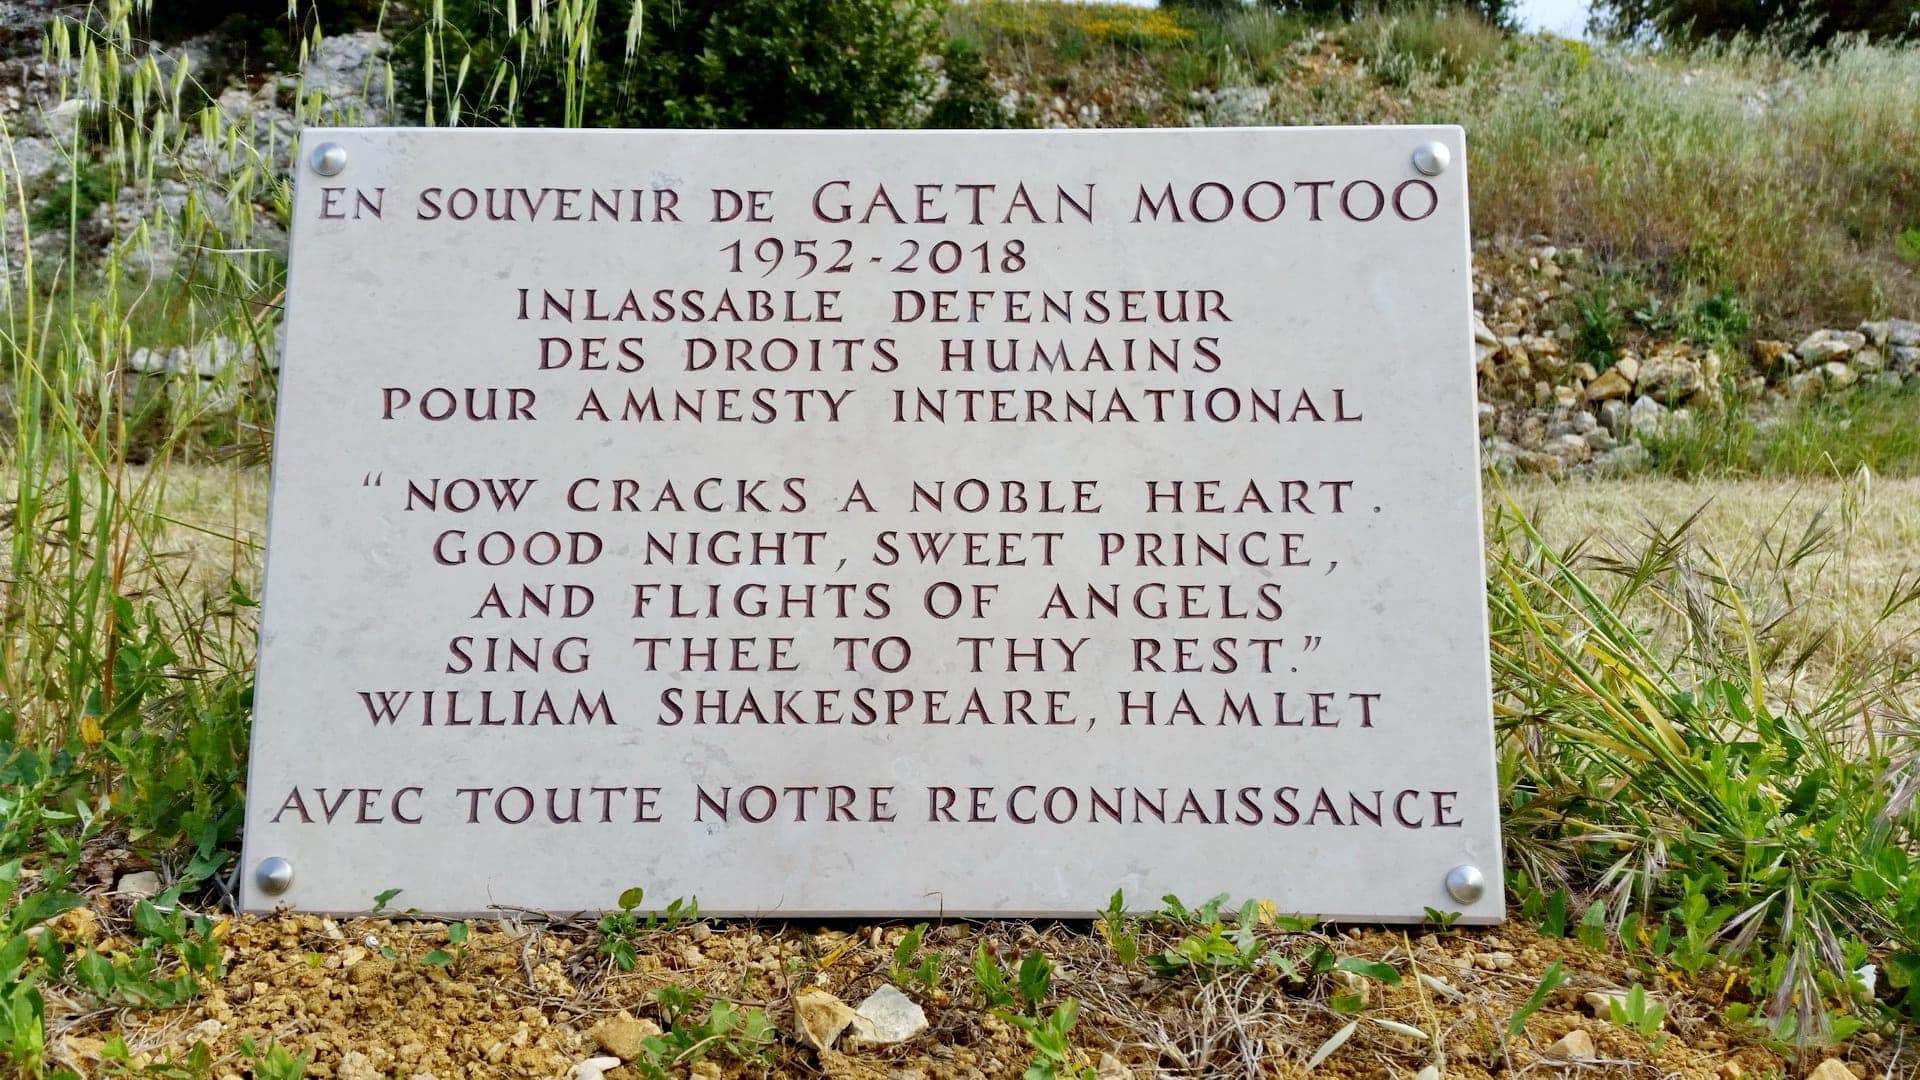 EN SOUVENIR DE GAETAN MOOTOO
1952-2018
INLASSABLE DEFENSEUR
DES DROITS HUMAINS
POUR AMNESTY INTERNATIONAL
“NOW CRACKS A NOBLE HEART.
GOOD NIGHT, SWEET PRINCE,
AND FLIGHTS OF ANGELS
SING THEE TO THY REST.”
WILLIAM SHAKESPEARE, HAMLET
AVEC TOUTE NOTRE RECONNAISSANCE